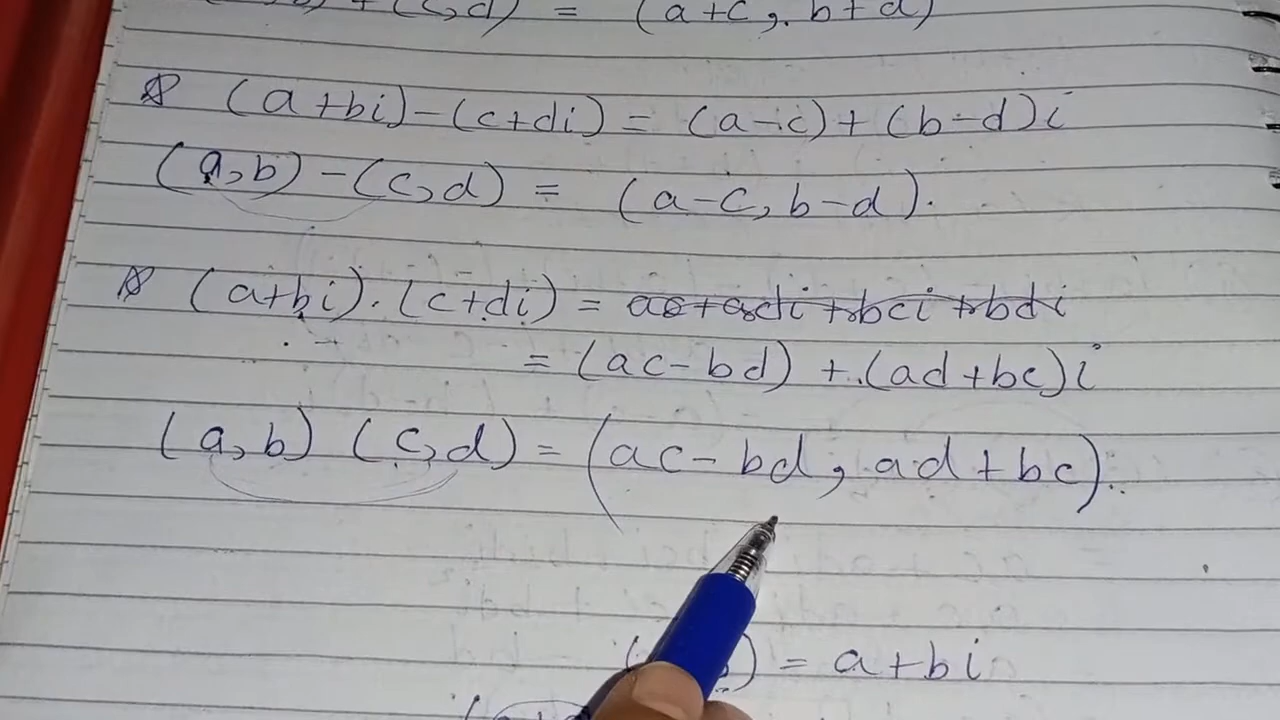 + (c,d) = (a+c, b+d)
(a+bi)-(c+di) = (a-c)+(b-d)i
(a,b)-(c,d) = (a-c, b-d).
(a+bi).(c+di) = ac+adi+bci+bdi
= (ac-bd) + (ad+bc)i
(a,b) (c,d) = (ac-bd, ad+bc).
) = a+bi